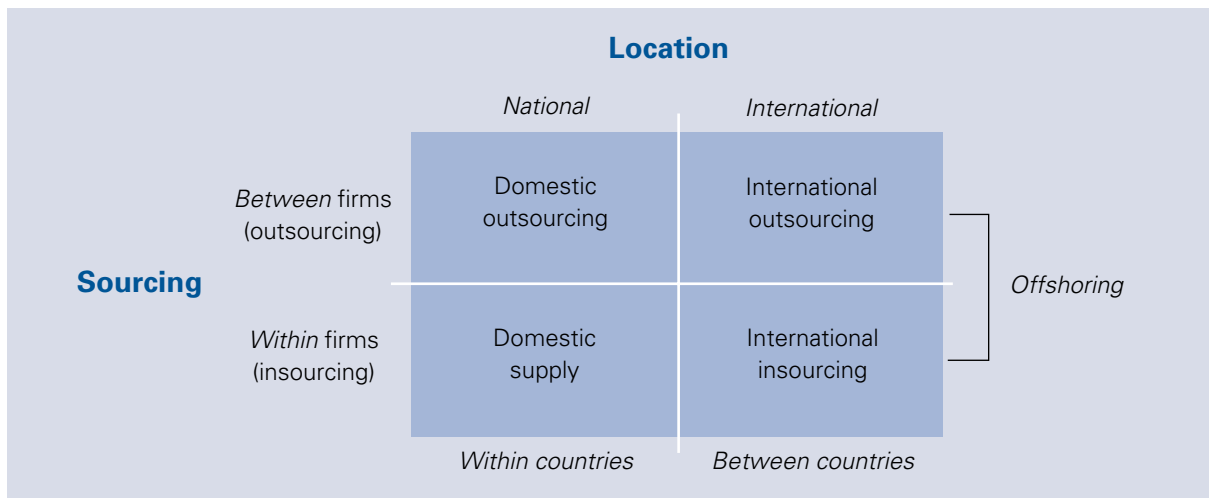 Location
National
International
Between firms
(outsourcing)
Domestic
outsourcing
International
outsourcing
Sourcing
Offshoring
Within firms
(insourcing)
Domestic
supply
International
insourcing
Within countries
Between countries